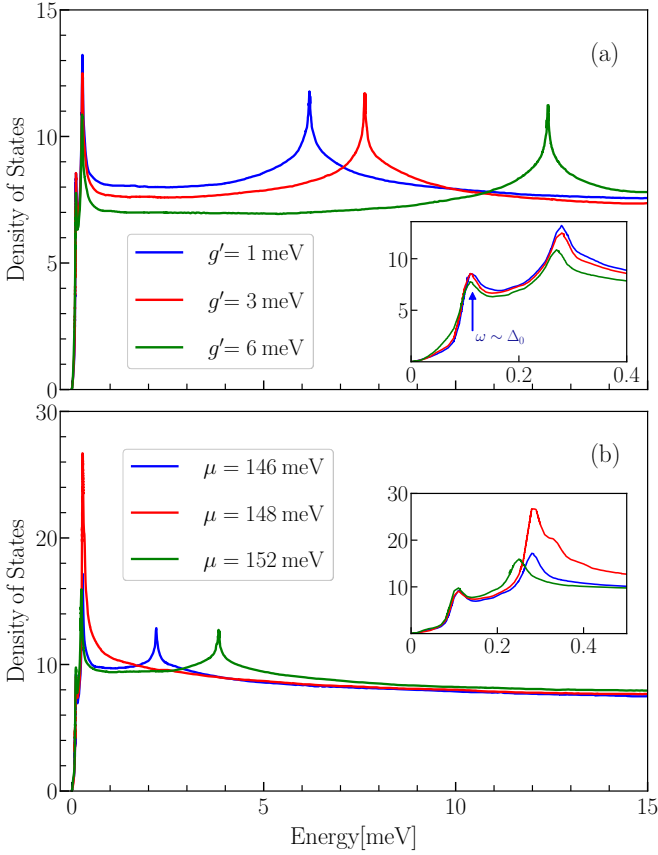 15
(a)
10
Density of States
5
g′= 1 meV
g′= 3 meV
g′= 6 meV
10
5
ω ∼ Δ₀
0
0.2
0.4
0
30
(b)
μ = 146 meV
μ = 148 meV
μ = 152 meV
30
20
10
0
0.2
0.4
20
Density of States
10
0
0
5
10
15
Energy[meV]